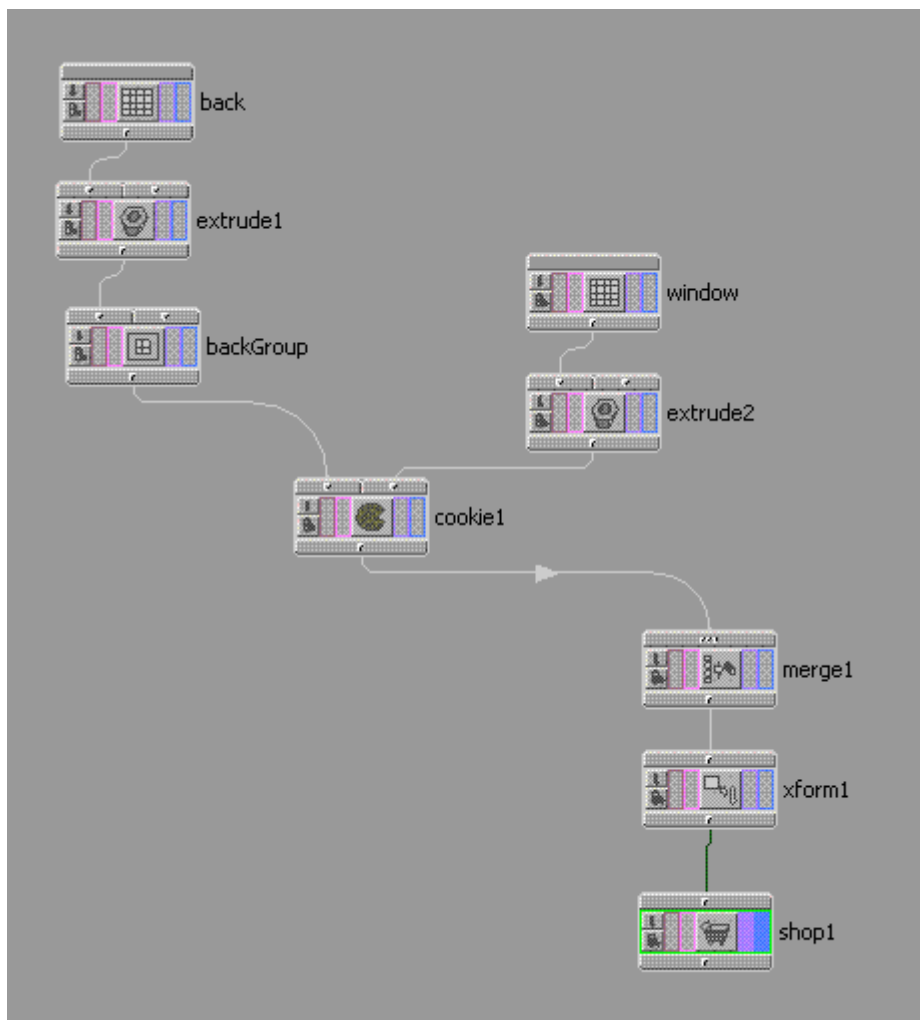 back
extrude1
backGroup
window
extrude2
cookie1
merge1
xform1
shop1